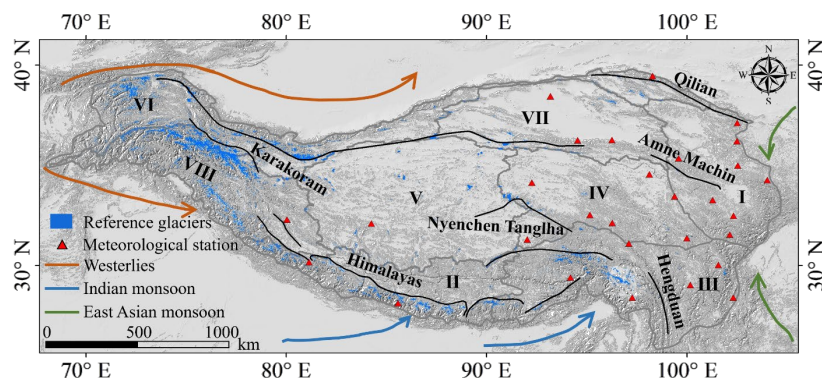 70° E 80° E 90° E 100° E
40° N 40° N
N
W E
S
Qilian
VI
VII
Karakoram
VIII
Amne Machin
I
V
IV
Nyenchen Tanglha
Reference glaciers
Meteorological station
Westerlies
Indian monsoon
East Asian monsoon
0 500 1000
km
Himalayas
II
Hengduan
III
30° N 30° N
70° E 80° E 90° E 100° E